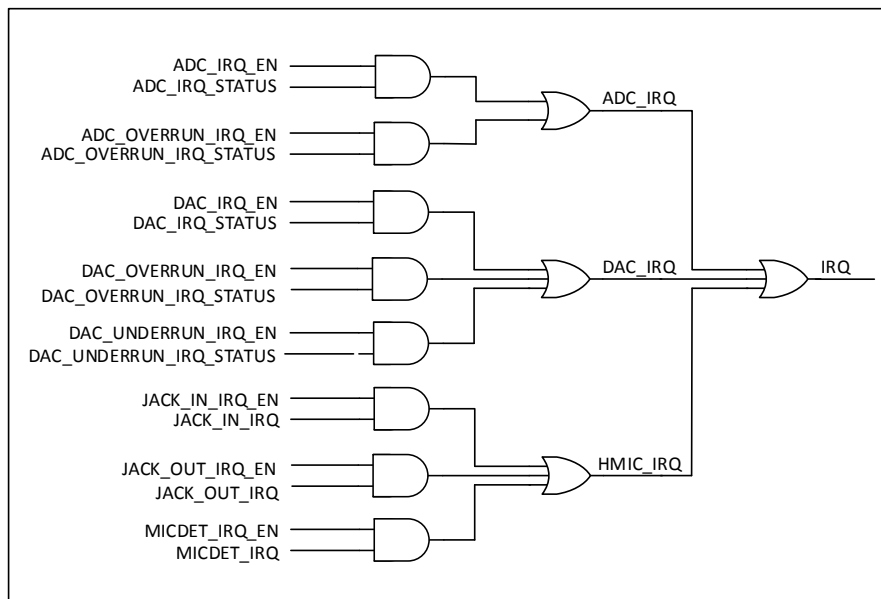 ADC_IRQ_EN
ADC_IRQ_STATUS
ADC_IRQ
ADC_OVERRUN_IRQ_EN
ADC_OVERRUN_IRQ_STATUS
DAC_IRQ_EN
DAC_IRQ_STATUS
DAC_OVERRUN_IRQ_EN
DAC_OVERRUN_IRQ_STATUS
DAC_IRQ
IRQ
DAC_UNDERRUN_IRQ_EN
DAC_UNDERRUN_IRQ_STATUS
JACK_IN_IRQ_EN
JACK_IN_IRQ
JACK_OUT_IRQ_EN
JACK_OUT_IRQ
HMIC_IRQ
MICDET_IRQ_EN
MICDET_IRQ